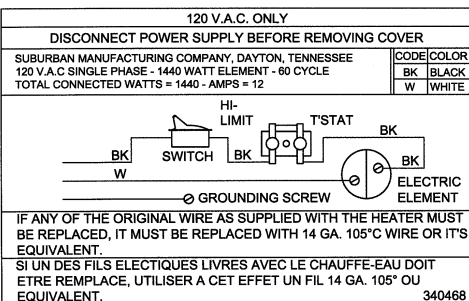 120 V.A.C. ONLY
DISCONNECT POWER SUPPLY BEFORE REMOVING COVER
SUBURBAN MANUFACTURING COMPANY, DAYTON, TENNESSEE
120 V.A.C SINGLE PHASE - 1440 WATT ELEMENT - 60 CYCLE
TOTAL CONNECTED WATTS = 1440 - AMPS = 12
CODE COLOR
BK BLACK
W WHITE
HI-
LIMIT
T'STAT
BK
BK
SWITCH
BK
BK
W
ELECTRIC
ELEMENT
GROUNDING SCREW
IF ANY OF THE ORIGINAL WIRE AS SUPPLIED WITH THE HEATER MUST
BE REPLACED, IT MUST BE REPLACED WITH 14 GA. 105°C WIRE OR IT'S
EQUIVALENT.
SI UN DES FILS ELECTIQUES LIVRES AVEC LE CHAUFFE-EAU DOIT
ETRE REMPLACE, UTILISER A CET EFFET UN FIL 14 GA. 105° OU
EQUIVALENT.
340468